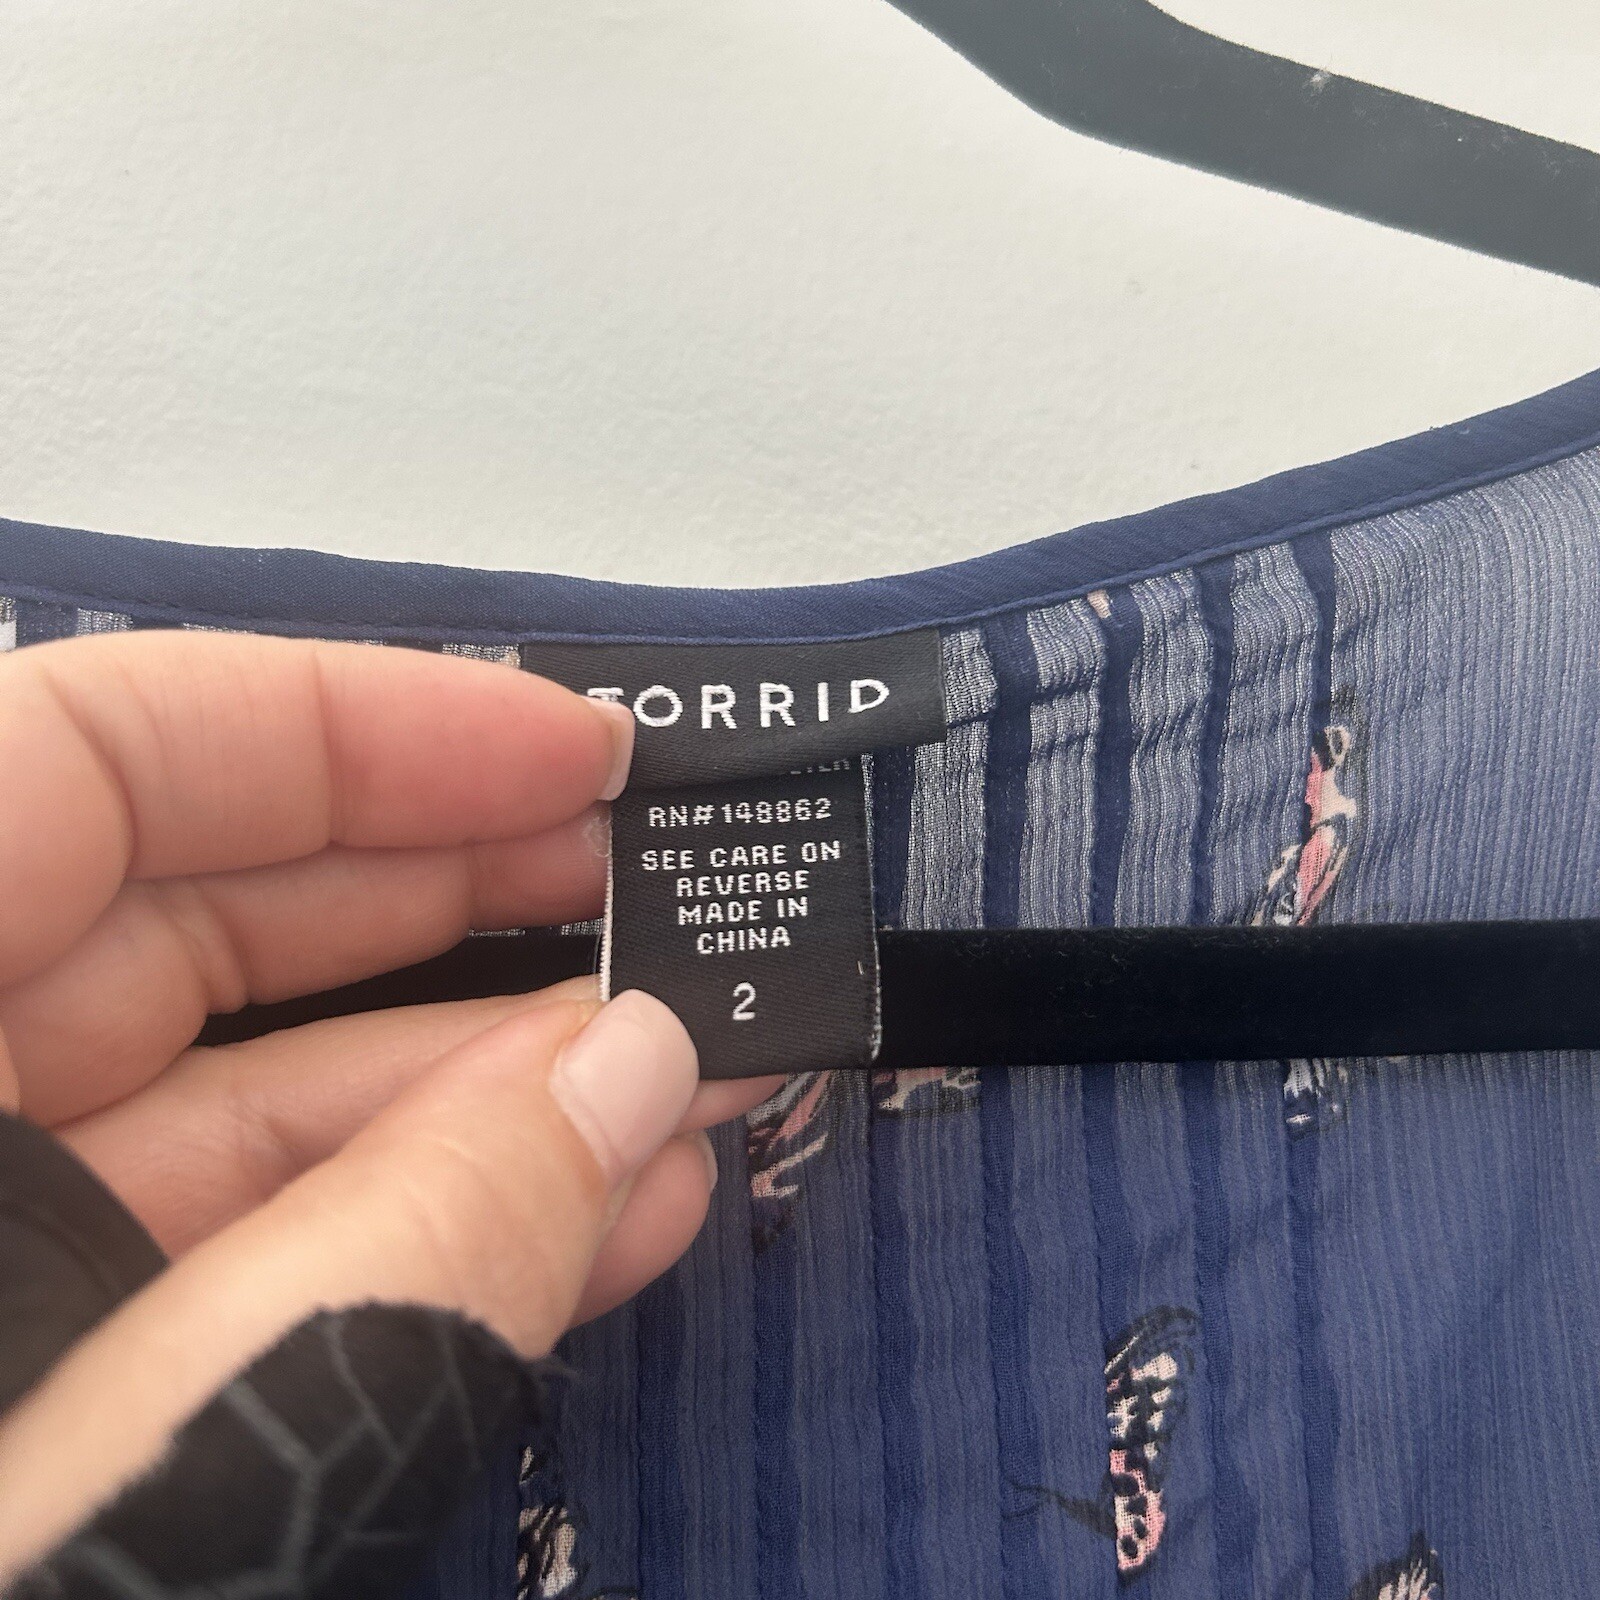 TORRID
RN#148862
SEE CARE ON
REVERSE
MADE IN
CHINA
2